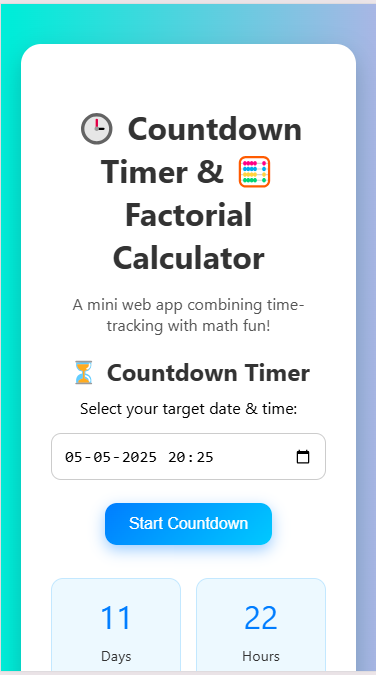 🕒 Countdown
Timer & 🧮
Factorial
Calculator
A mini web app combining time-
tracking with math fun!
⏳ Countdown Timer
Select your target date & time:
05-05-2025 20:25
Start Countdown
11 22
Days Hours